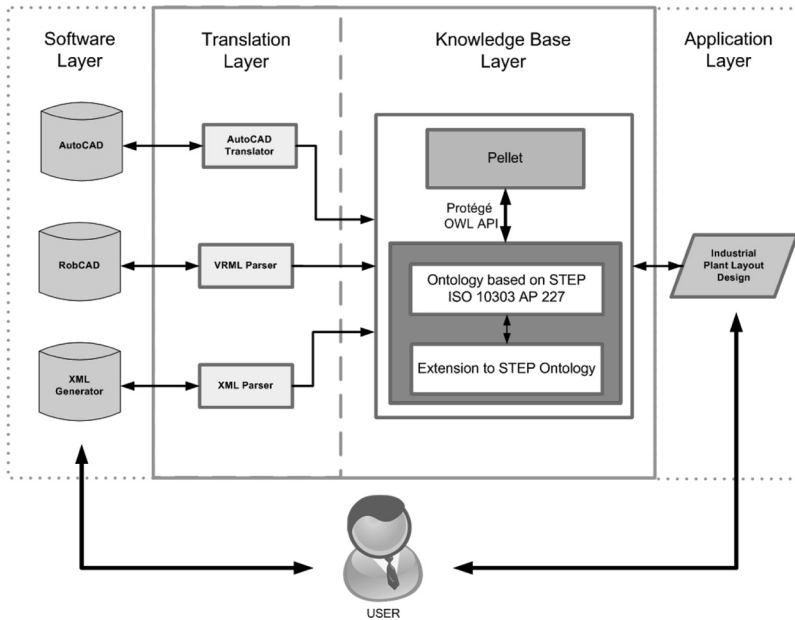 Software
Layer
Translation
Layer
Knowledge Base
Layer
Application
Layer
AutoCAD
AutoCAD
Translator
Pellet
Protégé
OWL API
RobCAD
VRML Parser
Ontology based on STEP
ISO 10303 AP 227
Industrial
Plant Layout
Design
XML
Generator
XML Parser
Extension to STEP Ontology
USER